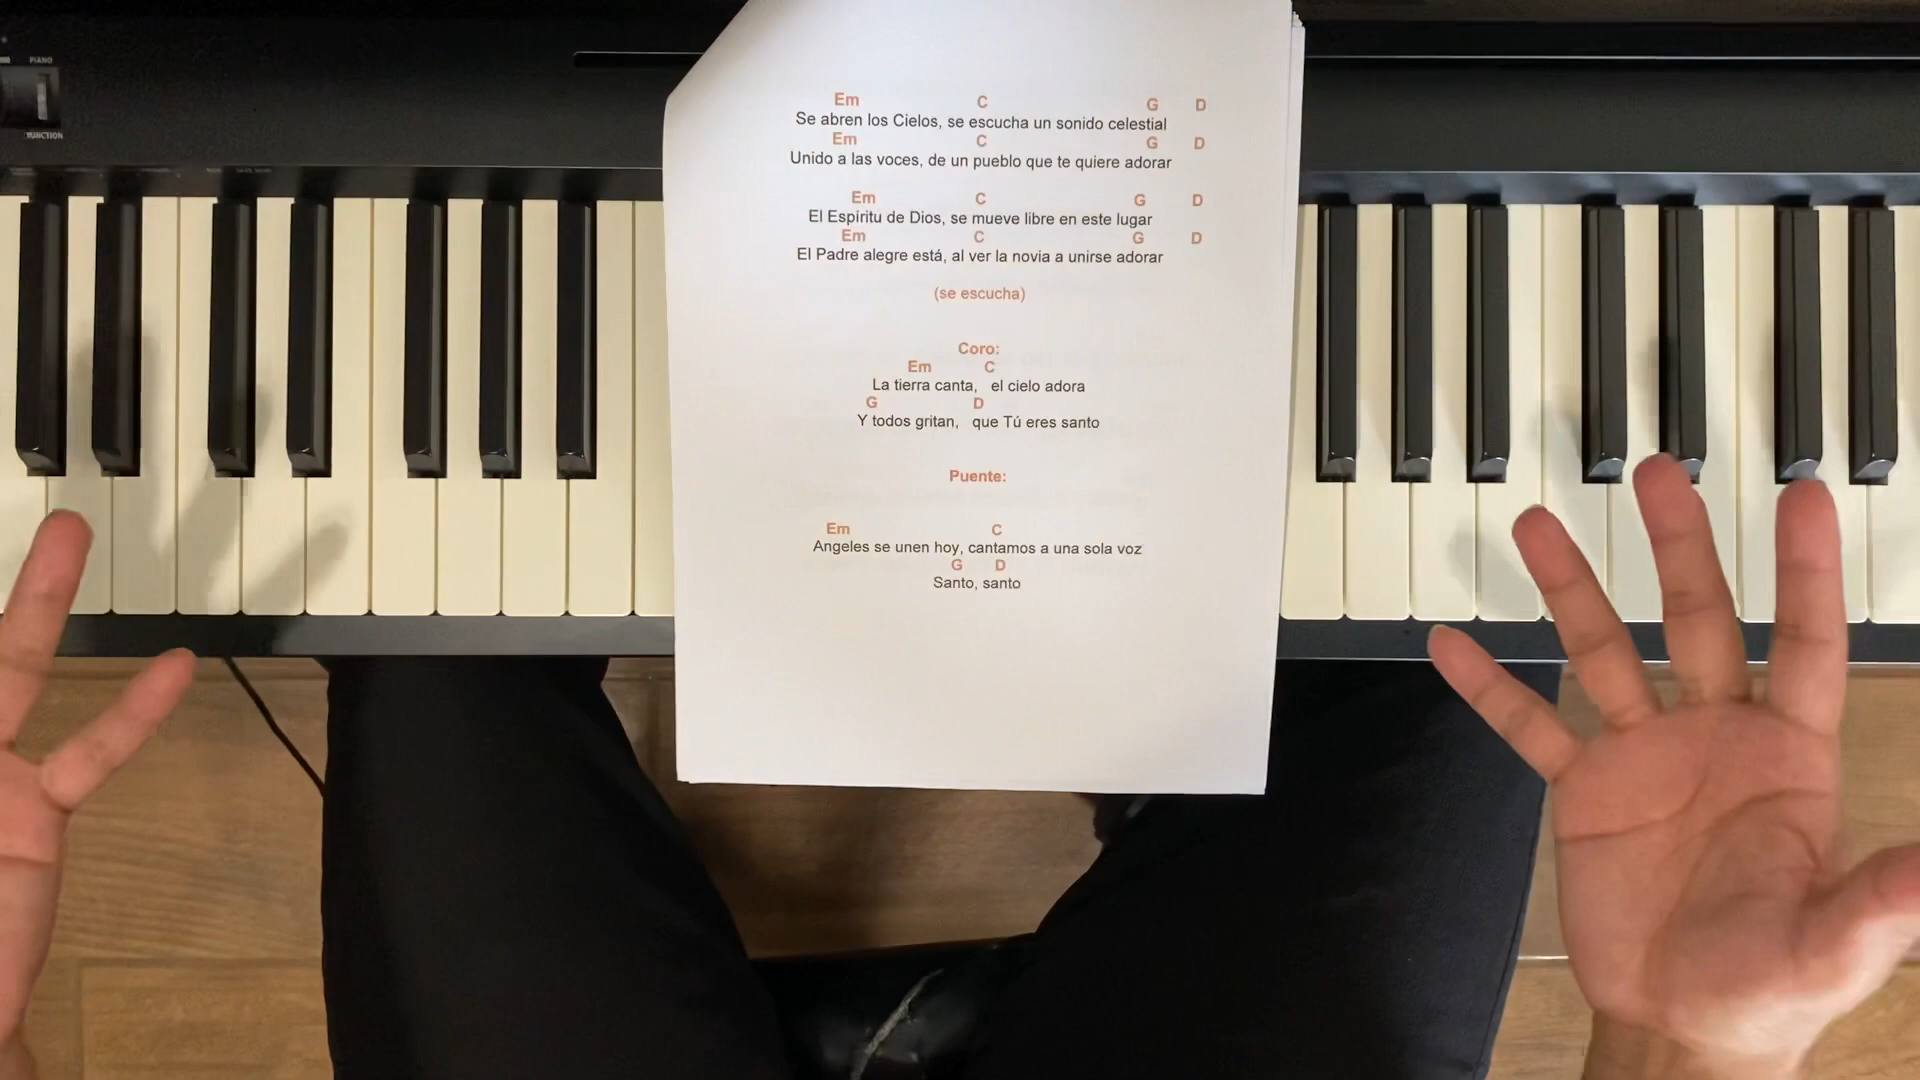 PIANO
FUNCTION
Em C G D
Se abren los Cielos, se escucha un sonido celestial
Em C G D
Unido a las voces, de un pueblo que te quiere adorar
Em C G D
El Espiritu de Dios, se mueve libre en este lugar
Em C G D
El Padre alegre está, al ver la novia a unirse adorar
(se escucha)
Coro:
Em C
La tierra canta, el cielo adora
G D
Y todos gritan, que Tú eres santo
Puente:
Em C
Angeles se unen hoy, cantamos a una sola voz
G D
Santo, santo